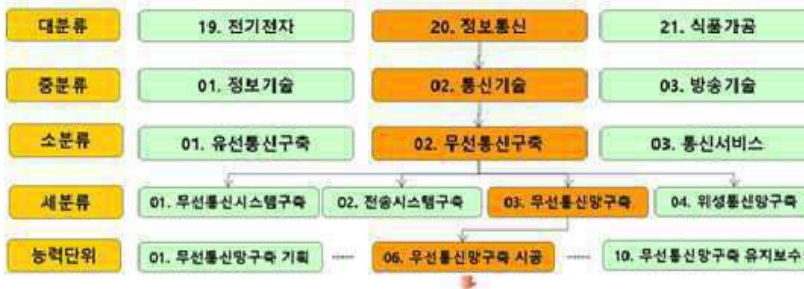 대분류 19. 전기전자 20. 정보통신 21. 식품가공
중분류 01. 정보기술 02. 통신기술 03. 방송기술
소분류 01. 유선통신구축 02. 무선통신구축 03. 통신서비스
세분류 01. 무선통신시스템구축 02. 전송시스템구축 03. 무선통신망구축 04. 위성통신망구축
능력단위 01. 무선통신망구축 기획 ····· 06. 무선통신망구축 시공 ····· 10. 무선통신망구축 유지보수